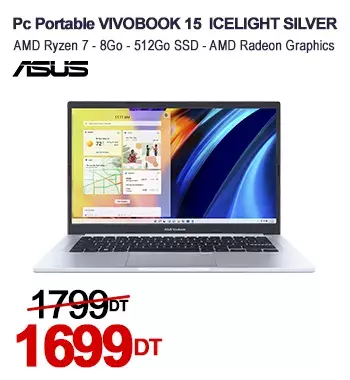 Pc Portable VIVOBOOK 15 ICELIGHT SILVER
AMD Ryzen 7 - 8Go - 512Go SSD - AMD Radeon Graphics
ASUS
1799DT
1699DT